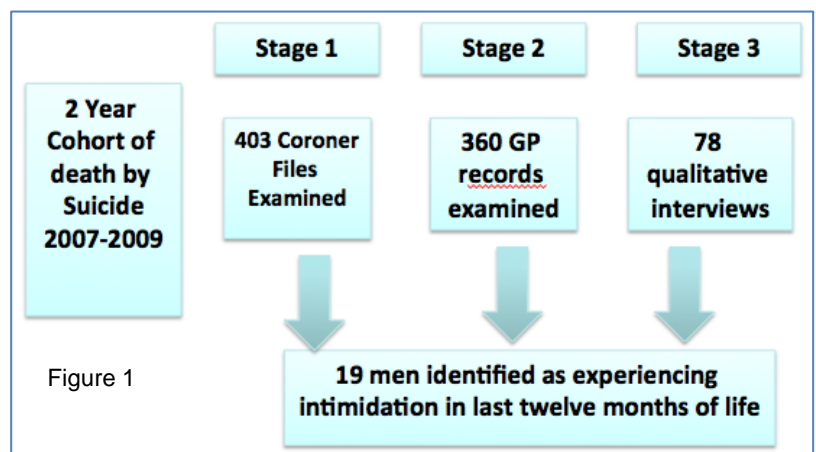 Stage 1
Stage 2
Stage 3
2 Year
Cohort of
death by
Suicide
2007-2009
403 Coroner
Files
Examined
360 GP
records
examined
78
qualitative
interviews
Figure 1
19 men identified as experiencing
intimidation in last twelve months of life